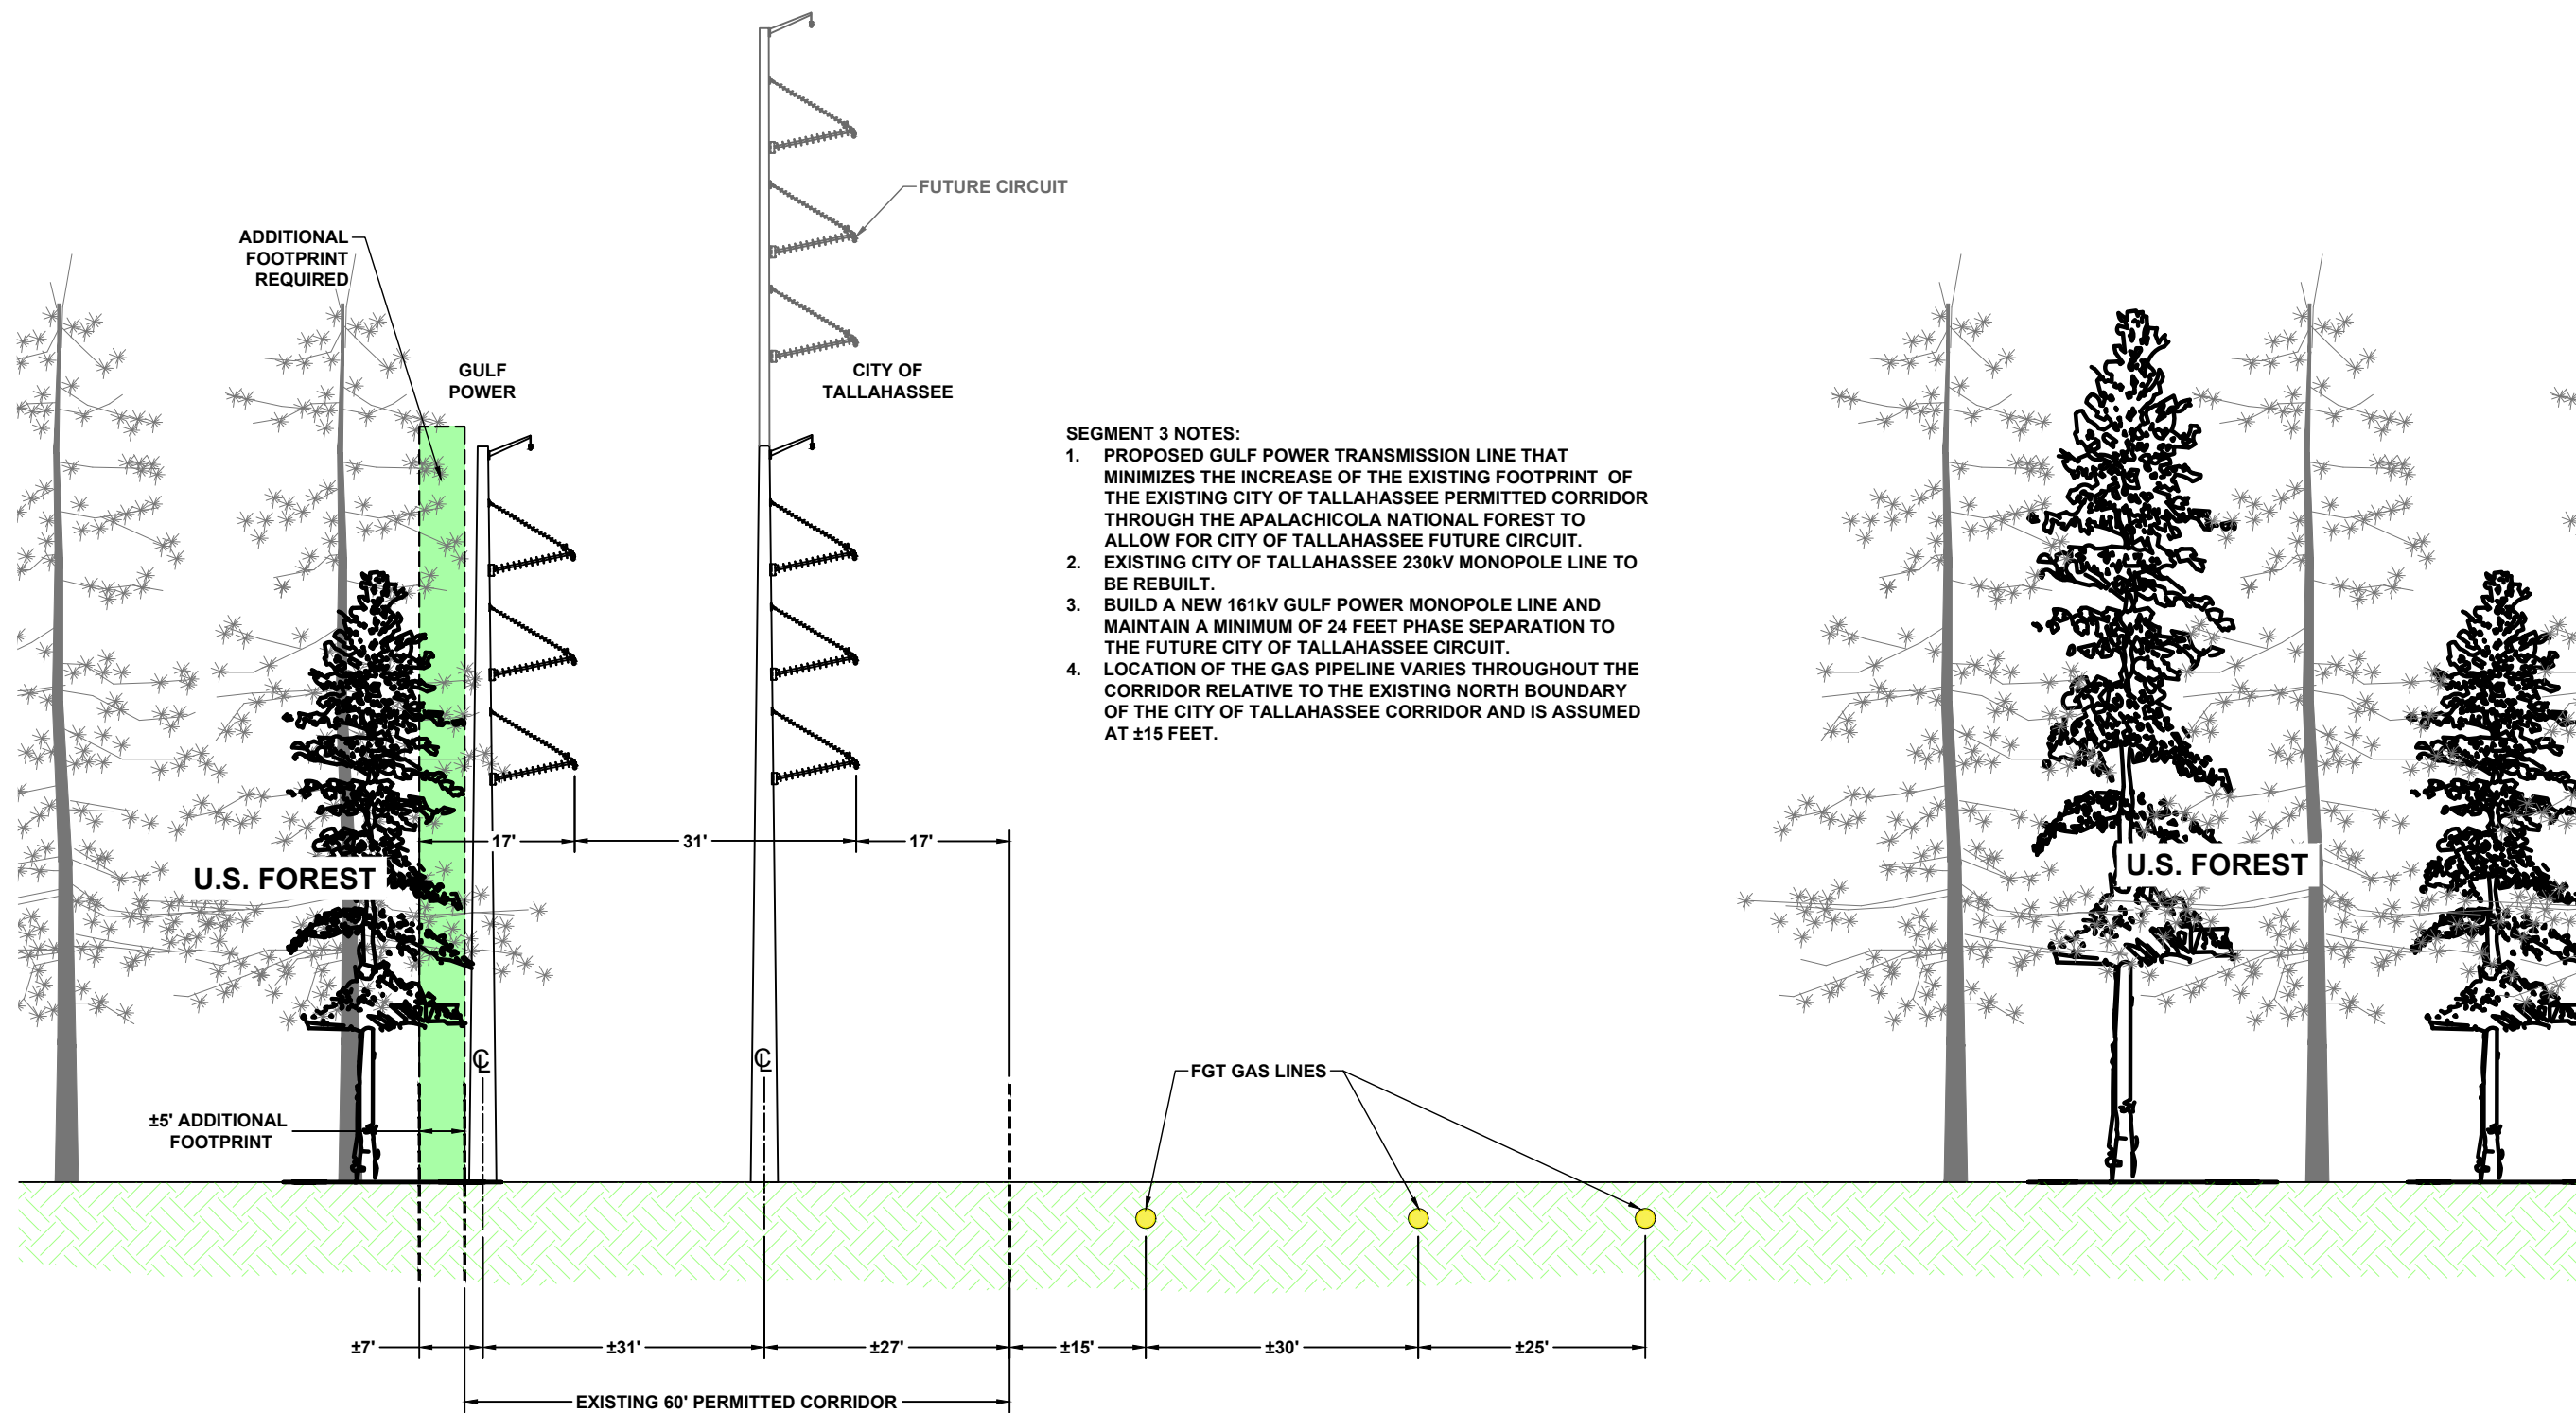 FUTURE CIRCUIT
ADDITIONAL
FOOTPRINT
REQUIRED
GULF
POWER
CITY OF
TALLAHASSEE
SEGMENT 3 NOTES:
1. PROPOSED GULF POWER TRANSMISSION LINE THAT
MINIMIZES THE INCREASE OF THE EXISTING FOOTPRINT OF
THE EXISTING CITY OF TALLAHASSEE PERMITTED CORRIDOR
THROUGH THE APALACHICOLA NATIONAL FOREST TO
ALLOW FOR CITY OF TALLAHASSEE FUTURE CIRCUIT.
2. EXISTING CITY OF TALLAHASSEE 230kV MONOPOLE LINE TO
BE REBUILT.
3. BUILD A NEW 161kV GULF POWER MONOPOLE LINE AND
MAINTAIN A MINIMUM OF 24 FEET PHASE SEPARATION TO
THE FUTURE CITY OF TALLAHASSEE CIRCUIT.
4. LOCATION OF THE GAS PIPELINE VARIES THROUGHOUT THE
CORRIDOR RELATIVE TO THE EXISTING NORTH BOUNDARY
OF THE CITY OF TALLAHASSEE CORRIDOR AND IS ASSUMED
AT ±15 FEET.
17' 31' 17'
U.S. FOREST
U.S. FOREST
℄ ℄
FGT GAS LINES
±5' ADDITIONAL
FOOTPRINT
±7' ±31' ±27' ±15' ±30' ±25'
EXISTING 60' PERMITTED CORRIDOR